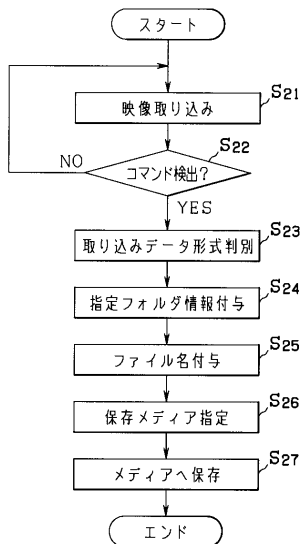 スタート
S21
映像取り込み
S22
コマンド検出?
NO
YES
S23
取り込みデータ形式判別
S24
指定フォルダ情報付与
S25
ファイル名付与
S26
保存メディア指定
S27
メディアへ保存
エンド